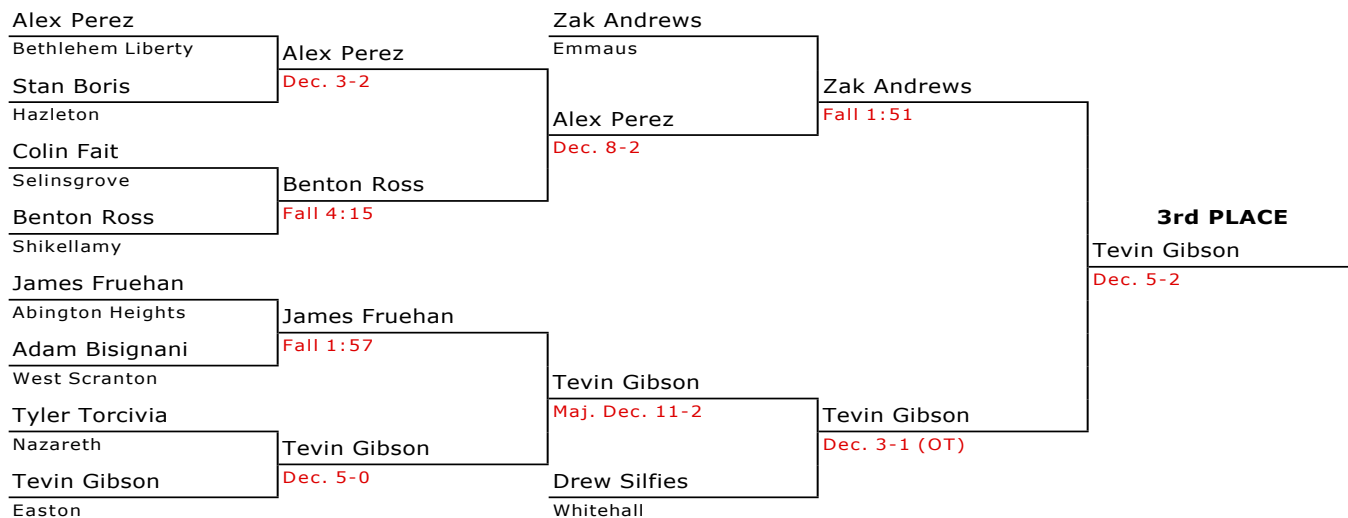 Alex Perez
Bethlehem Liberty
Stan Boris
Hazleton
Colin Fait
Selinsgrove
Benton Ross
Shikellamy
James Fruehan
Abington Heights
Adam Bisignani
West Scranton
Tyler Torcivia
Nazareth
Tevin Gibson
Easton
Alex Perez
Dec. 3-2
Benton Ross
Fall 4:15
James Fruehan
Fall 1:57
Tevin Gibson
Dec. 5-0
Zak Andrews
Emmaus
Alex Perez
Dec. 8-2
Tevin Gibson
Maj. Dec. 11-2
Drew Silfies
Whitehall
Zak Andrews
Fall 1:51
Tevin Gibson
Dec. 3-1 (OT)
3rd PLACE
Tevin Gibson
Dec. 5-2